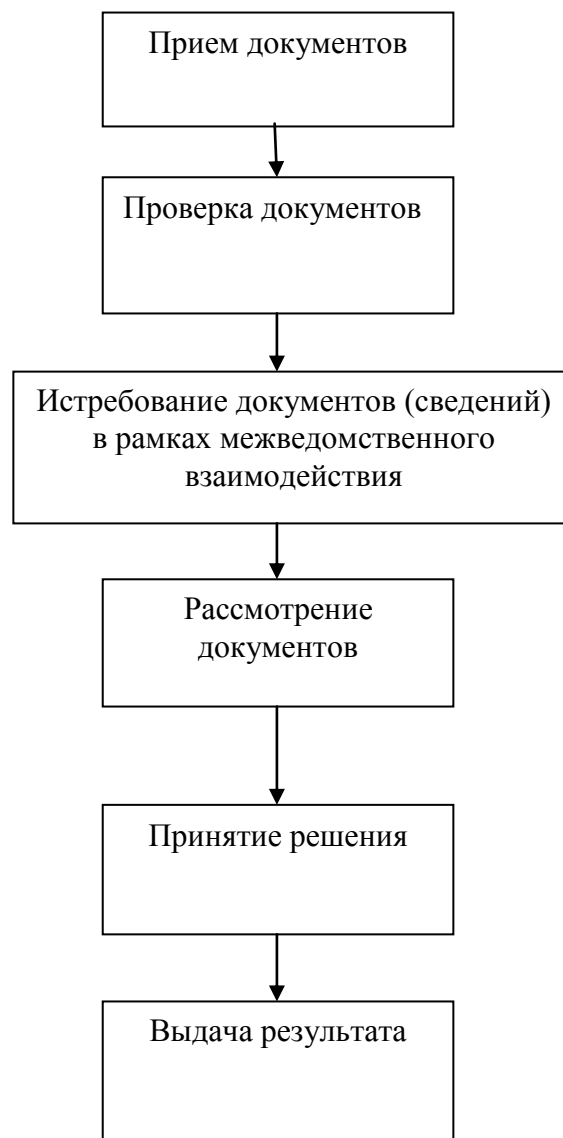 Прием документов
Проверка документов
Истребование документов (сведений)
в рамках межведомственного
взаимодействия
Рассмотрение
документов
Принятие решения
Выдача результата